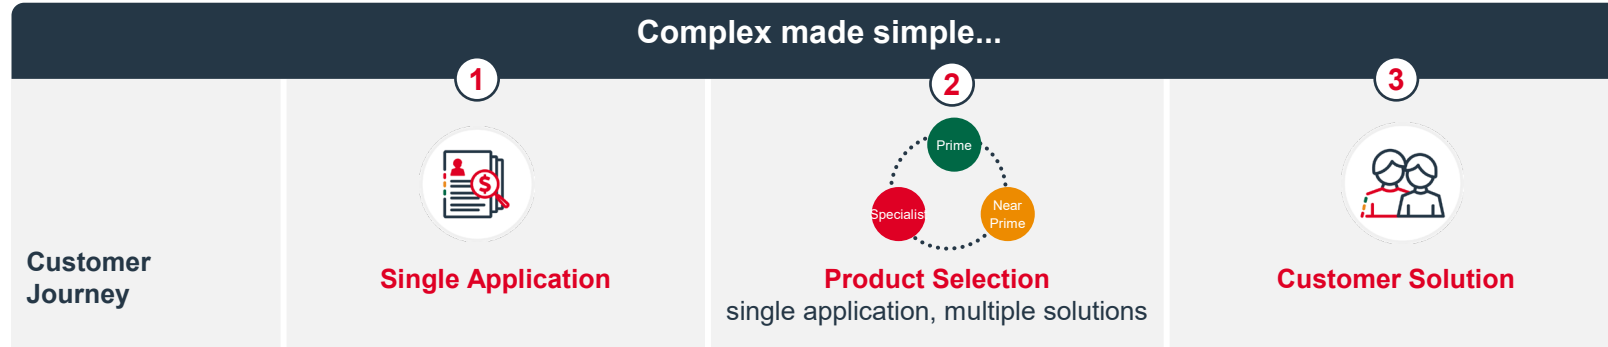 Complex made simple...
1
2
3
Prime
Specialist
Near
Prime
$
Customer
Journey
Single Application
Product Selection
single application, multiple solutions
Customer Solution